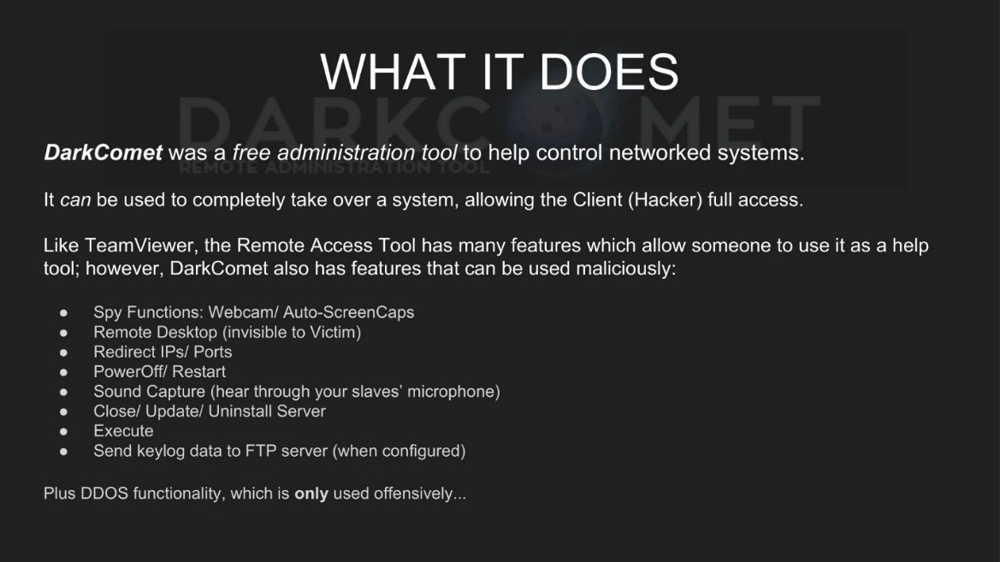 WHAT IT DOES
DARKCOMET
REMOTE ADMINISTRATION TOOL
DarkComet was a free administration tool to help control networked systems.
It can be used to completely take over a system, allowing the Client (Hacker) full access.
Like TeamViewer, the Remote Access Tool has many features which allow someone to use it as a help
tool; however, DarkComet also has features that can be used maliciously:
● Spy Functions: Webcam/ Auto-ScreenCaps
● Remote Desktop (invisible to Victim)
● Redirect IPs/ Ports
● PowerOff/ Restart
● Sound Capture (hear through your slaves’ microphone)
● Close/ Update/ Uninstall Server
● Execute
● Send keylog data to FTP server (when configured)
Plus DDOS functionality, which is only used offensively...